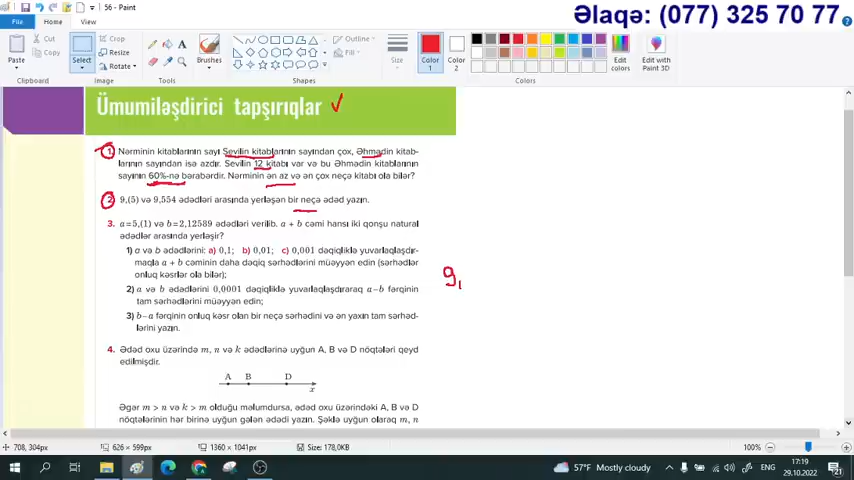 56 - Paint
Əlaqə: (077) 325 70 77
File
Home
View
Paste
Cut
Copy
Clipboard
Select
Crop
Resize
Rotate
Image
Tools
Brushes
Shapes
Outline
Fill
Size
Color 1
Color 2
Colors
Edit colors
Edit with Paint 3D
Ümumiləşdirici tapşırıqlar ✓
1. Nərminin kitablarının sayı Sevilin kitablarının sayından çox, Əhmədin kitab-
larının sayından isə azdır. Sevilin 12 kitabı var və bu Əhmədin kitablarının
sayının 60%-nə bərabərdir. Nərminin ən az və ən çox neçə kitabı ola bilər?
2. 9,(5) və 9,554 ədədləri arasında yerləşən bir neçə ədəd yazın.
3. a=5,(1) və b=2,12589 ədədləri verilib. a + b cəmi hansı iki qonşu natural
ədədlər arasında yerləşir?
1) a və b ədədlərini: a) 0,1; b) 0,01; c) 0,001 dəqiqliklə yuvarlaqlaşdır-
maqla a + b cəminin daha dəqiq sərhədlərini müəyyən edin (sərhədlər
onluq kəsrlər ola bilər);
9,
2) a və b ədədlərini 0,0001 dəqiqliklə yuvarlaqlaşdıraraq a–b fərqinin
tam sərhədlərini müəyyən edin;
3) b–a fərqinin onluq kəsr olan bir neçə sərhədini və ən yaxın tam sərhəd-
lərini yazın.
4. Ədəd oxu üzərində m, n və k ədədlərinə uyğun A, B və D nöqtələri qeyd
edilmişdir.
A B D
x
Əgər m > n və k > m olduğu məlumdursa, ədəd oxu üzərindəki A, B və D
nöqtələrinin hər birinə uyğun gələn ədədi yazın. Şəklə uyğun olaraq m, n
708, 304px
626 × 599px
1360 × 1041px
Size: 178,0KB
100%
57°F Mostly cloudy
ENG
17:19
29.10.2022
21